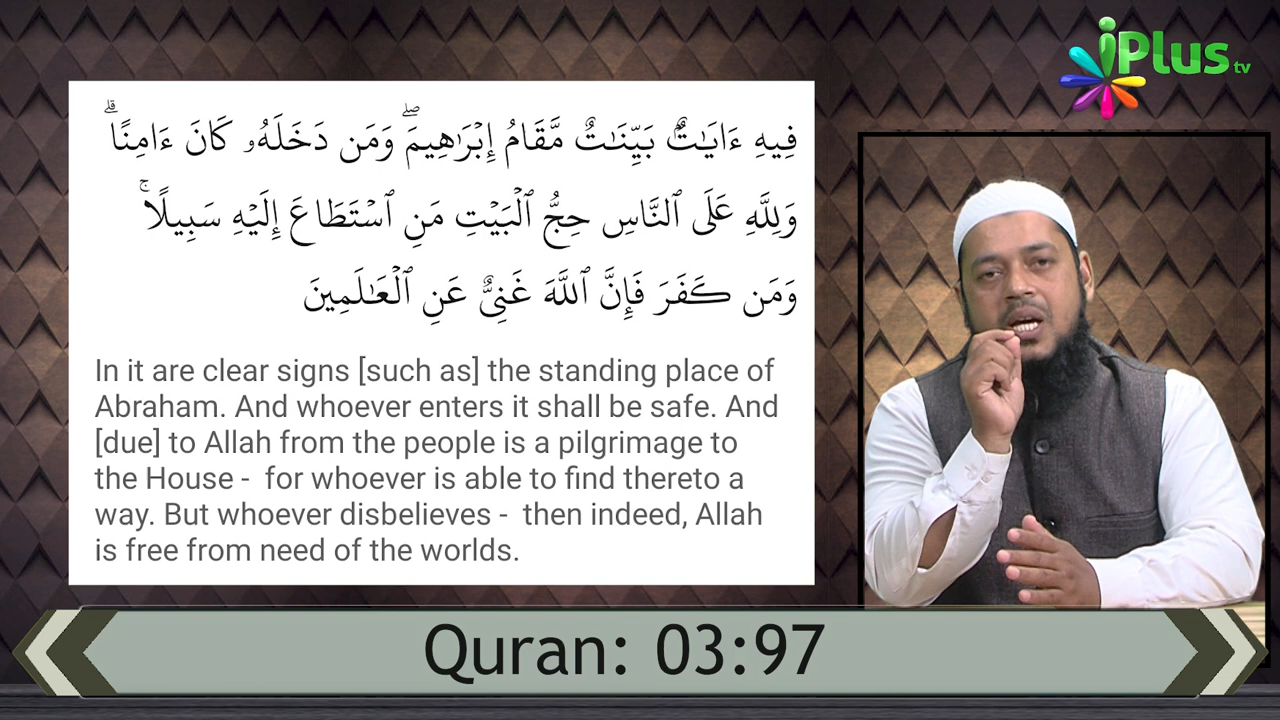 iPlus tv
فِيهِ ءَايَـٰتٌۢ بَيِّنَـٰتٌ مَّقَامُ إِبْرَٰهِيمَ ۖ وَمَن دَخَلَهُۥ كَانَ ءَامِنًا ۗ
وَلِلَّهِ عَلَى ٱلنَّاسِ حِجُّ ٱلْبَيْتِ مَنِ ٱسْتَطَاعَ إِلَيْهِ سَبِيلًا ۚ
وَمَن كَفَرَ فَإِنَّ ٱللَّهَ غَنِىٌّ عَنِ ٱلْعَـٰلَمِينَ
In it are clear signs [such as] the standing place of
Abraham. And whoever enters it shall be safe. And
[due] to Allah from the people is a pilgrimage to
the House - for whoever is able to find thereto a
way. But whoever disbelieves - then indeed, Allah
is free from need of the worlds.
Quran: 03:97